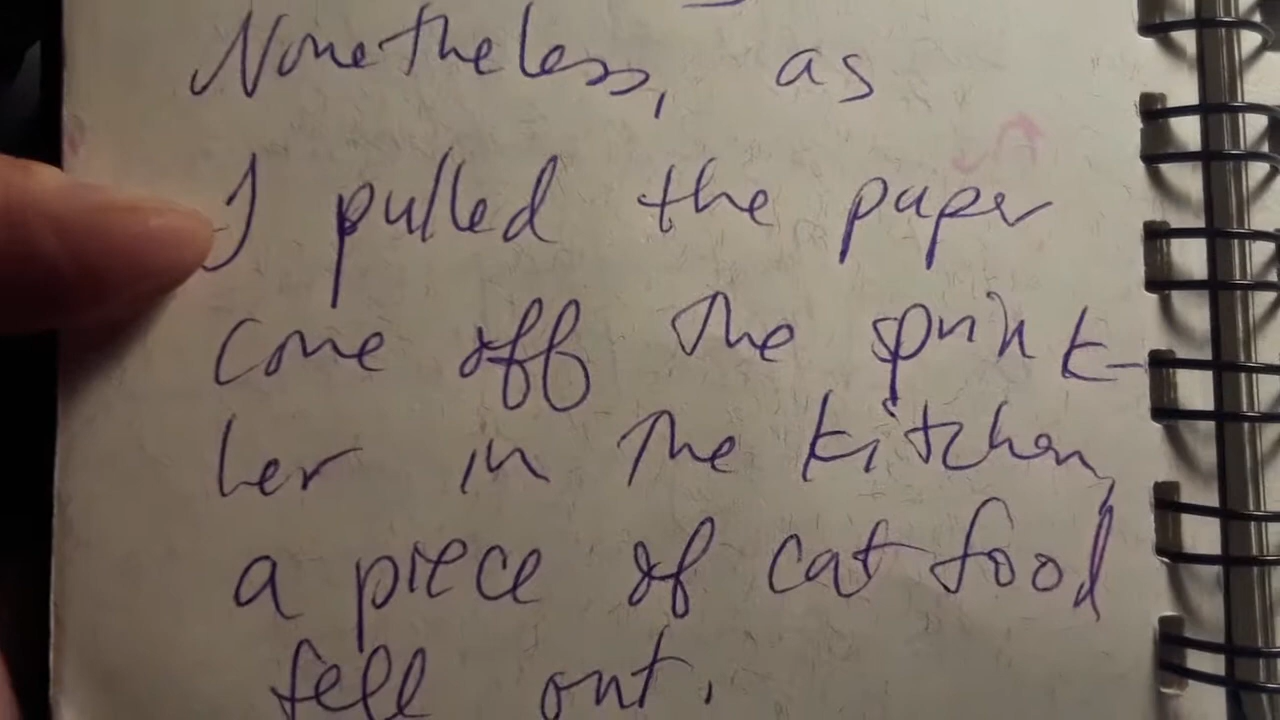 Nonetheless, as
I pulled the paper
cone off the sprink-
ler in the kitchen,
a piece of cat food
fell out.